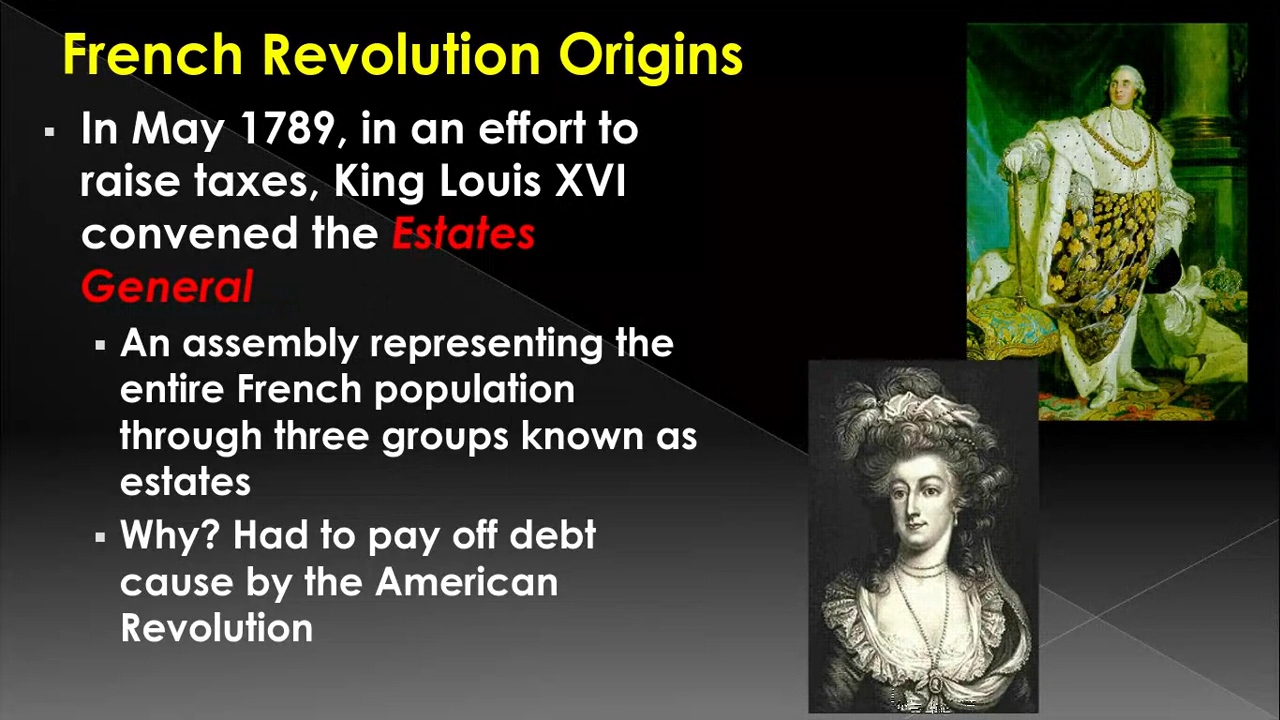 French Revolution Origins
▪ In May 1789, in an effort to
raise taxes, King Louis XVI
convened the Estates
General
▪ An assembly representing the
entire French population
through three groups known as
estates
▪ Why? Had to pay off debt
cause by the American
Revolution